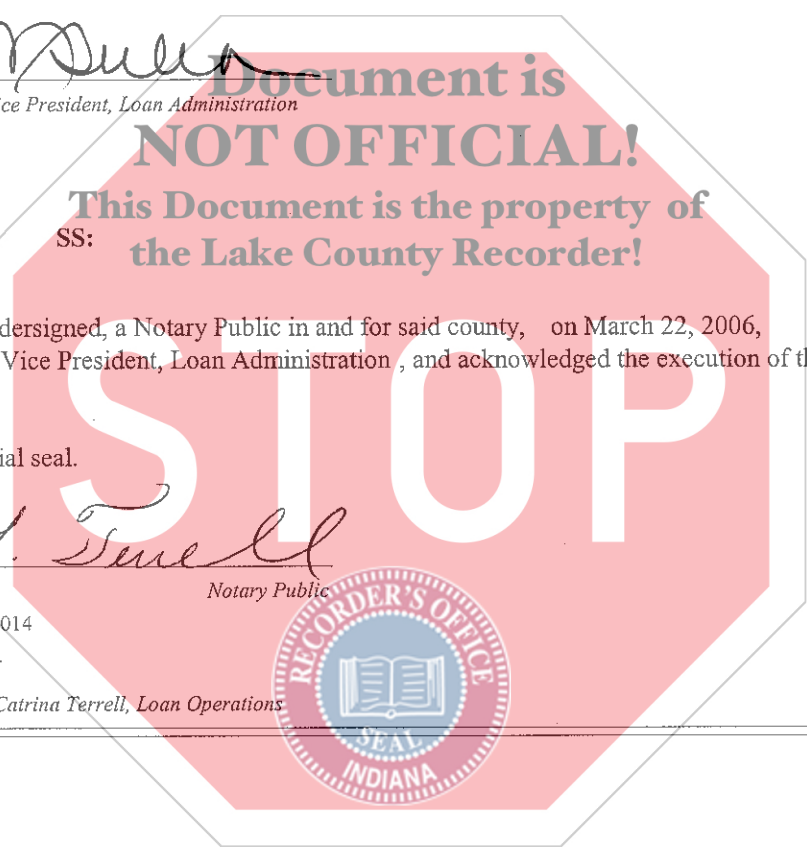 Document is
ice President, Loan Administration
NOT OFFICIAL!
This Document is the property of
SS:
the Lake County Recorder!
dersigned, a Notary Public in and for said county, on March 22, 2006,
Vice President, Loan Administration , and acknowledged the execution of th
STOP
ial seal.
Terrell
Notary Public
014
Catrina Terrell, Loan Operations
RECORDER'S OFFICE
SEAL
INDIANA